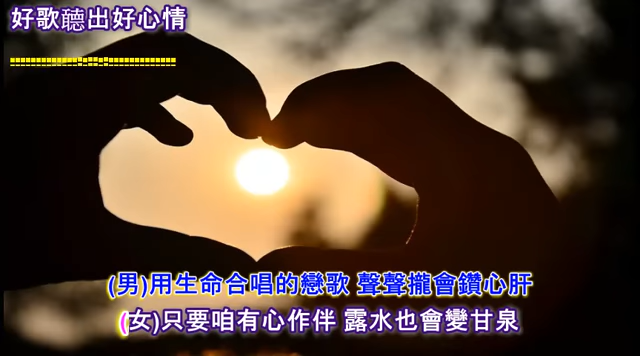 好歌聽出好心情
(男)用生命合唱的戀歌 聲聲攏會鑽心肝
(女)只要咱有心作伴 露水也會變甘泉